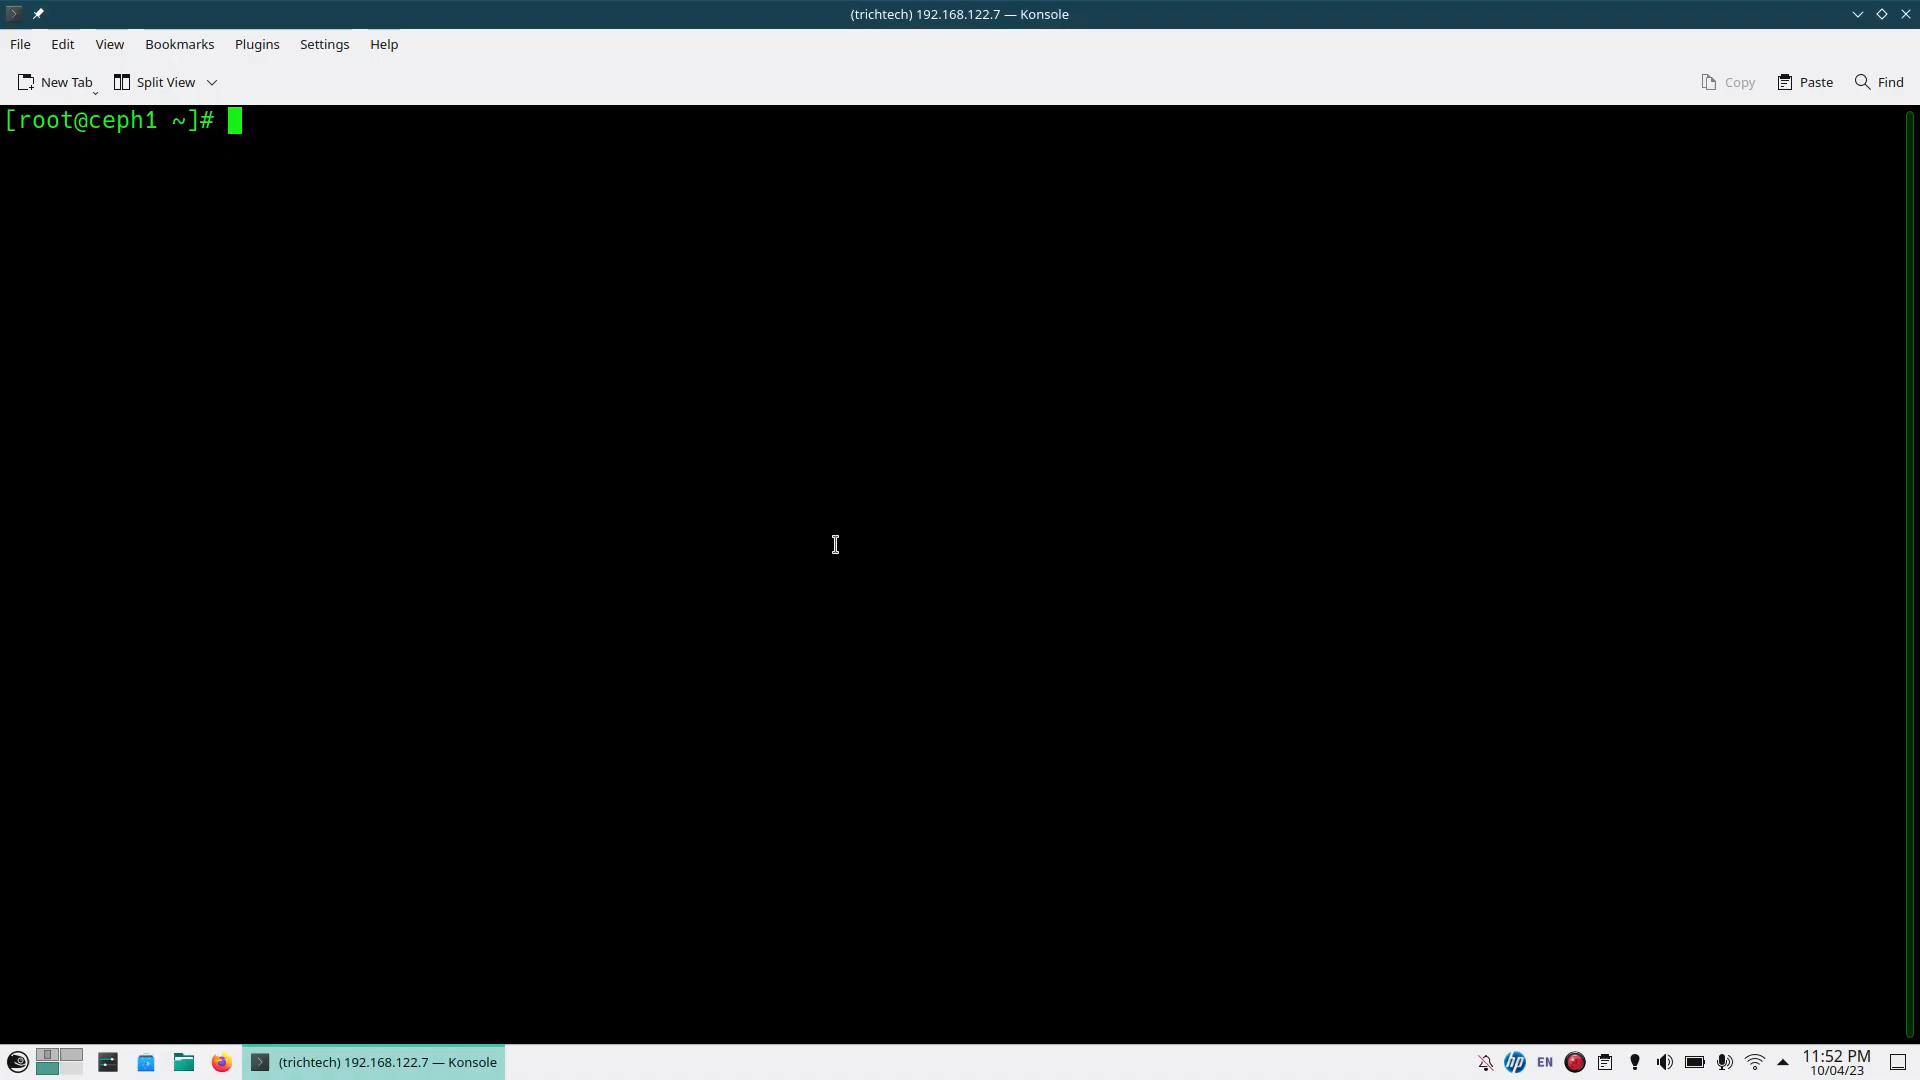 (trichtech) 192.168.122.7 — Konsole
File Edit View Bookmarks Plugins Settings Help
New Tab Split View Copy Paste Find
[root@ceph1 ~]#
(trichtech) 192.168.122.7 — Konsole
hp EN 11:52 PM
10/04/23